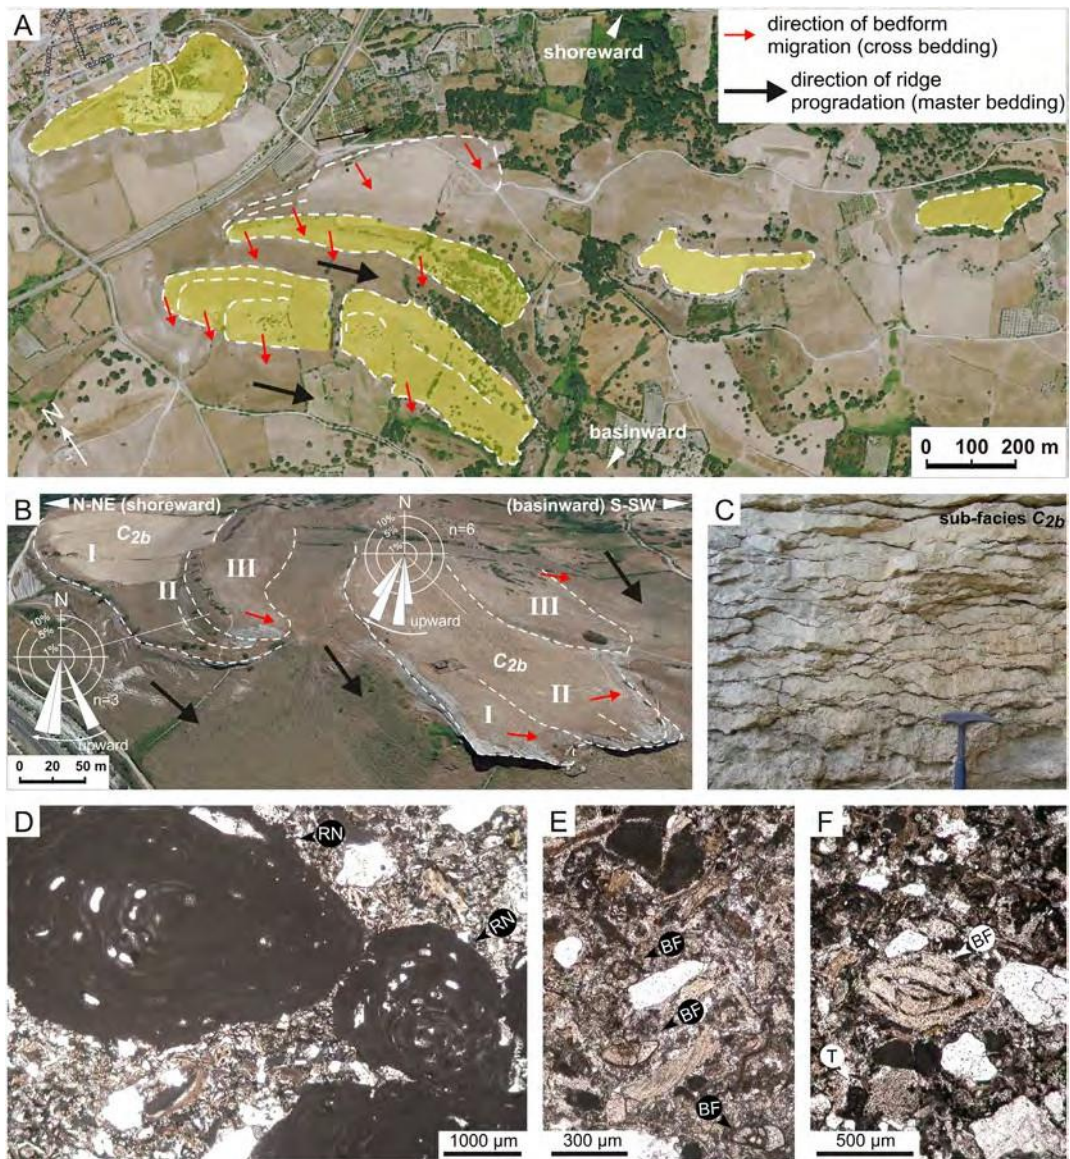 A
shoreward
direction of bedform
migration (cross bedding)
direction of ridge
progradation (master bedding)
N
basinward
0 100 200 m
B
N-NE (shoreward)
(basinward) S-SW
N
n=6
10%
5%
1%
upward
C2b
I
II
III
N
10%
5%
1%
n=3
upward
III
C2b
I
II
0 20 50 m
C
sub-facies C2b
D
RN
RN
1000 µm
E
BF
BF
BF
300 µm
F
BF
T
500 µm